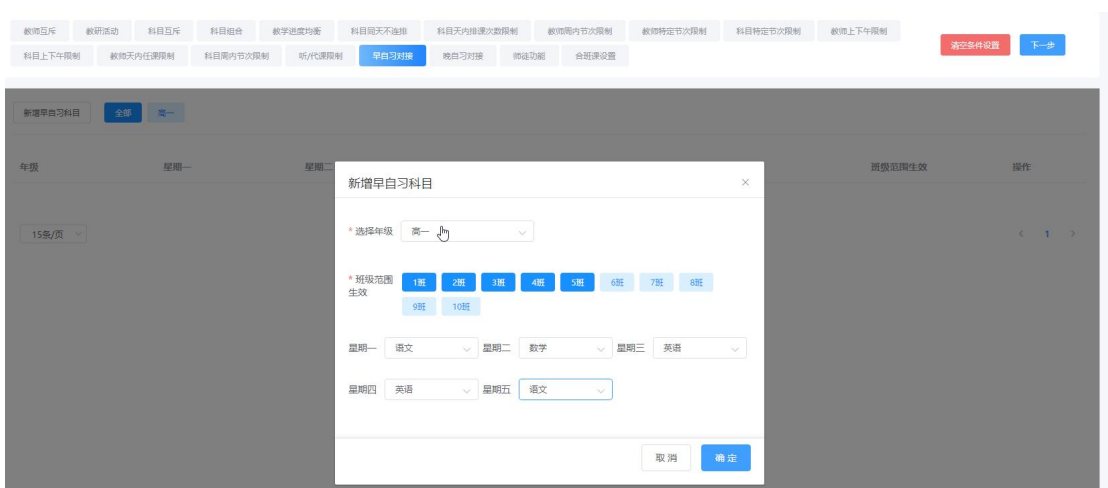 教师互斥 教研活动 科目互斥 科目组合 教学进度均衡 科目同天不连排 科目天内排课次数限制 教师周内节次限制 教师特定节次限制 科目特定节次限制 教师上下午限制
科目上下午限制 教师天内任课限制 科目周内节次限制 听/代课限制 早自习对接 晚自习对接 师徒功能 合班课设置
清空条件设置 下一步
新增早自习科目 全部 高一
年级 星期一 星期二 班级范围生效 操作
15条/页 1
新增早自习科目
* 选择年级 高一
* 班级范围生效
1班 2班 3班 4班 5班 6班 7班 8班
9班 10班
星期一 语文 星期二 数学 星期三 英语
星期四 英语 星期五 语文
取消 确定